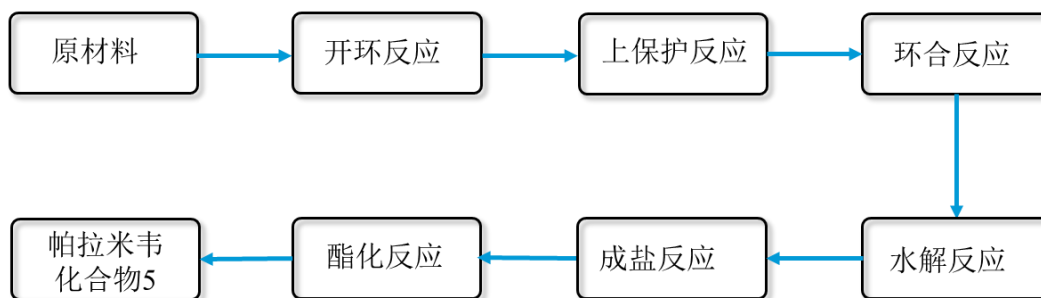 原材料
开环反应
上保护反应
环合反应
水解反应
成盐反应
酯化反应
帕拉米韦
化合物5